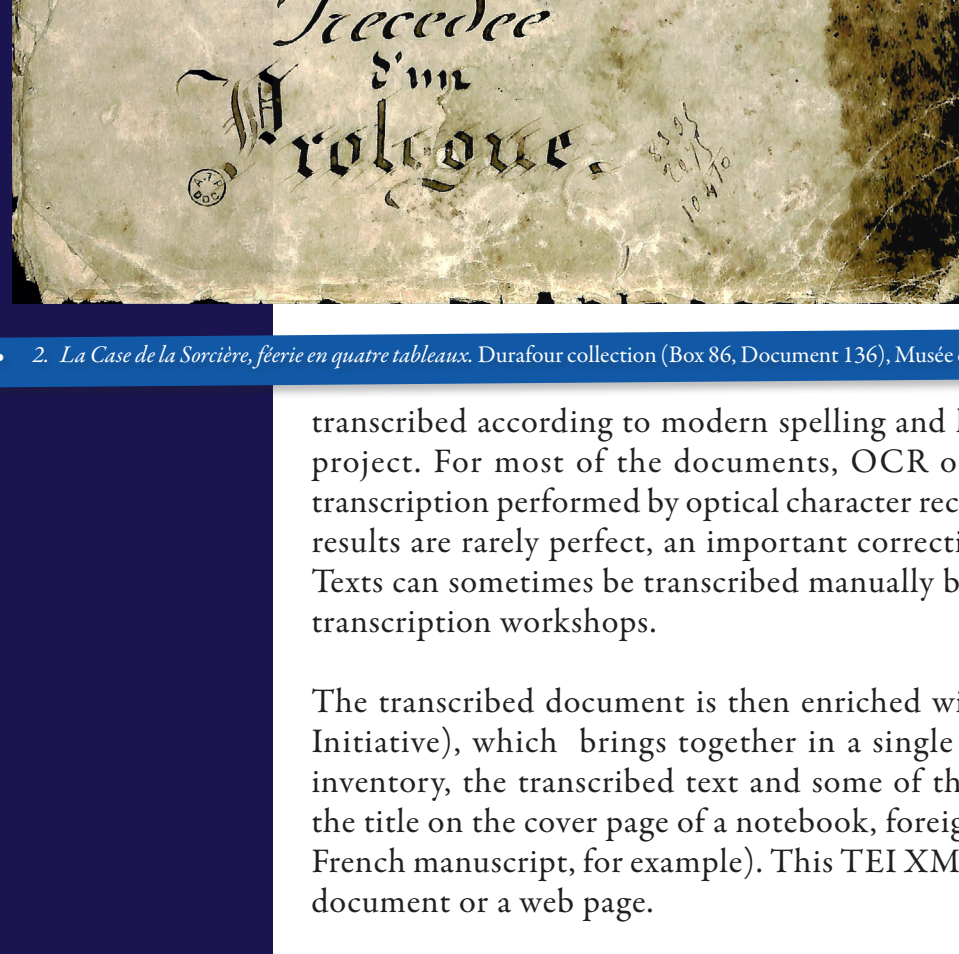 Precedee
d'un
Prologue.
2. La Case de la Sorcière, féerie en quatre tableaux. Durafour collection (Box 86, Document 136), Musée
transcribed according to modern spelling and
project. For most of the documents, OCR o
transcription performed by optical character rec
results are rarely perfect, an important correcti
Texts can sometimes be transcribed manually b
transcription workshops.
The transcribed document is then enriched wi
Initiative), which brings together in a single
inventory, the transcribed text and some of th
the title on the cover page of a notebook, foreig
French manuscript, for example). This TEI XM
document or a web page.